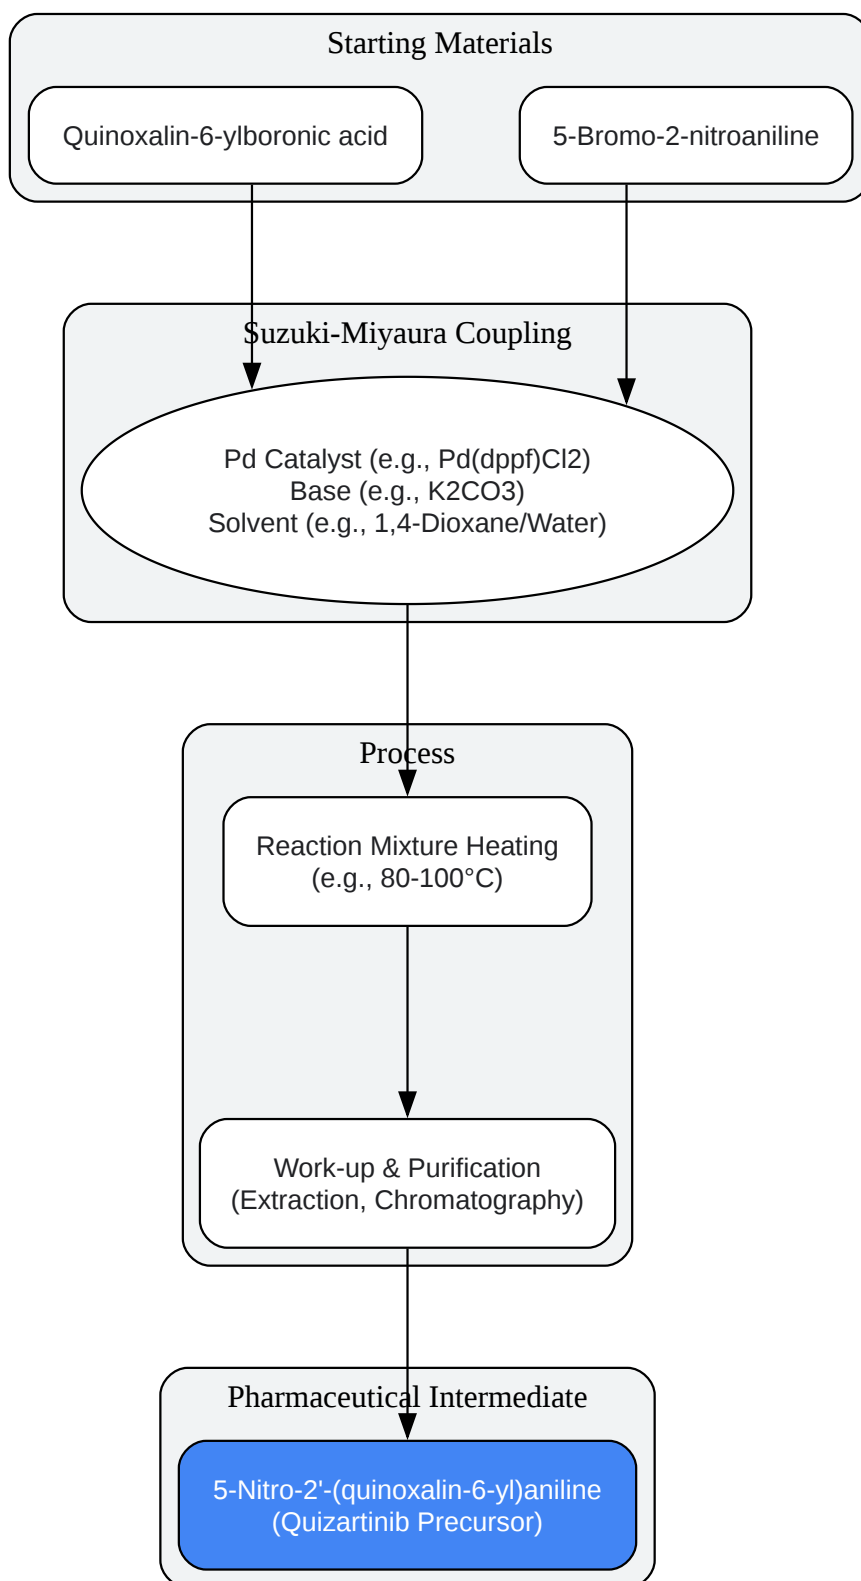 Starting Materials
Quinoxalin-6-ylboronic acid
5-Bromo-2-nitroaniline
Suzuki-Miyaura Coupling
Pd Catalyst (e.g., Pd(dppf)Cl2)
Base (e.g., K2CO3)
Solvent (e.g., 1,4-Dioxane/Water)
Process
Reaction Mixture Heating
(e.g., 80-100°C)
Work-up & Purification
(Extraction, Chromatography)
Pharmaceutical Intermediate
5-Nitro-2'-(quinoxalin-6-yl)aniline
(Quizartinib Precursor)